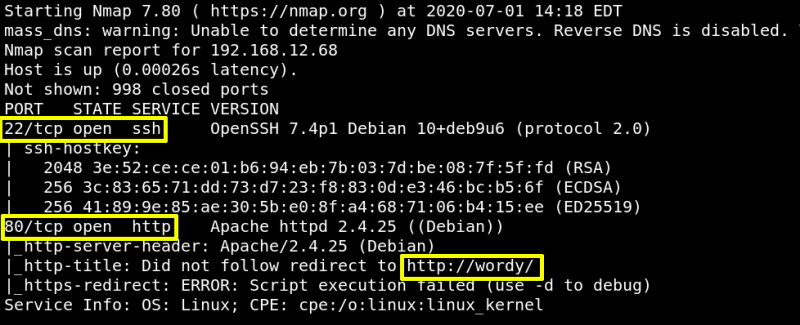 Starting Nmap 7.80 ( https://nmap.org ) at 2020-07-01 14:18 EDT
mass_dns: warning: Unable to determine any DNS servers. Reverse DNS is disabled.
Nmap scan report for 192.168.12.68
Host is up (0.00026s latency).
Not shown: 998 closed ports
PORT   STATE SERVICE VERSION
22/tcp open  ssh     OpenSSH 7.4p1 Debian 10+deb9u6 (protocol 2.0)
| ssh-hostkey:
|   2048 3e:52:ce:ce:01:b6:94:eb:7b:03:7d:be:08:7f:5f:fd (RSA)
|   256 3c:83:65:71:dd:73:d7:23:f8:83:0d:e3:46:bc:b5:6f (ECDSA)
|   256 41:89:9e:85:ae:30:5b:e0:8f:a4:68:71:06:b4:15:ee (ED25519)
80/tcp open  http    Apache httpd 2.4.25 ((Debian))
|_http-server-header: Apache/2.4.25 (Debian)
|_http-title: Did not follow redirect to http://wordy/
|_https-redirect: ERROR: Script execution failed (use -d to debug)
Service Info: OS: Linux; CPE: cpe:/o:linux:linux_kernel